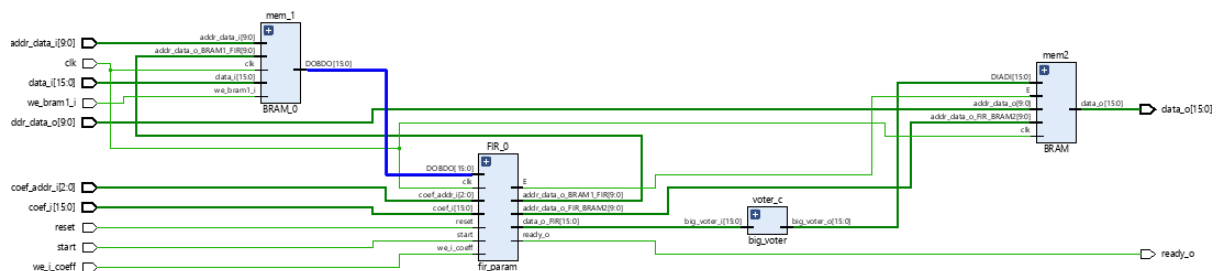 addr_data_i[9:0]
clk
data_i[15:0]
we_bram1_i
ddr_data_o[9:0]
coef_addr_i[2:0]
coef_i[15:0]
reset
start
we_i_coeff
mem_1
addr_data_i[9:0]
addr_data_o_BRAM1_FIR[9:0]
clk
data_i[15:0]
we_bram1_i
DOBDO[15:0]
BRAM_0
FIR_0
DOBDO[15:0]
clk
coef_addr_i[2:0]
coef_i[15:0]
reset
start
we_i_coeff
E
addr_data_o_BRAM1_FIR[9:0]
addr_data_o_FIR_BRAM2[9:0]
data_o_FIR[15:0]
ready_o
fir_param
voter_c
big_voter_i[15:0]
big_voter_o[15:0]
big_voter
mem2
DIADI[15:0]
E
addr_data_o[9:0]
addr_data_o_FIR_BRAM2[9:0]
clk
data_o[15:0]
BRAM
data_o[15:0]
ready_o